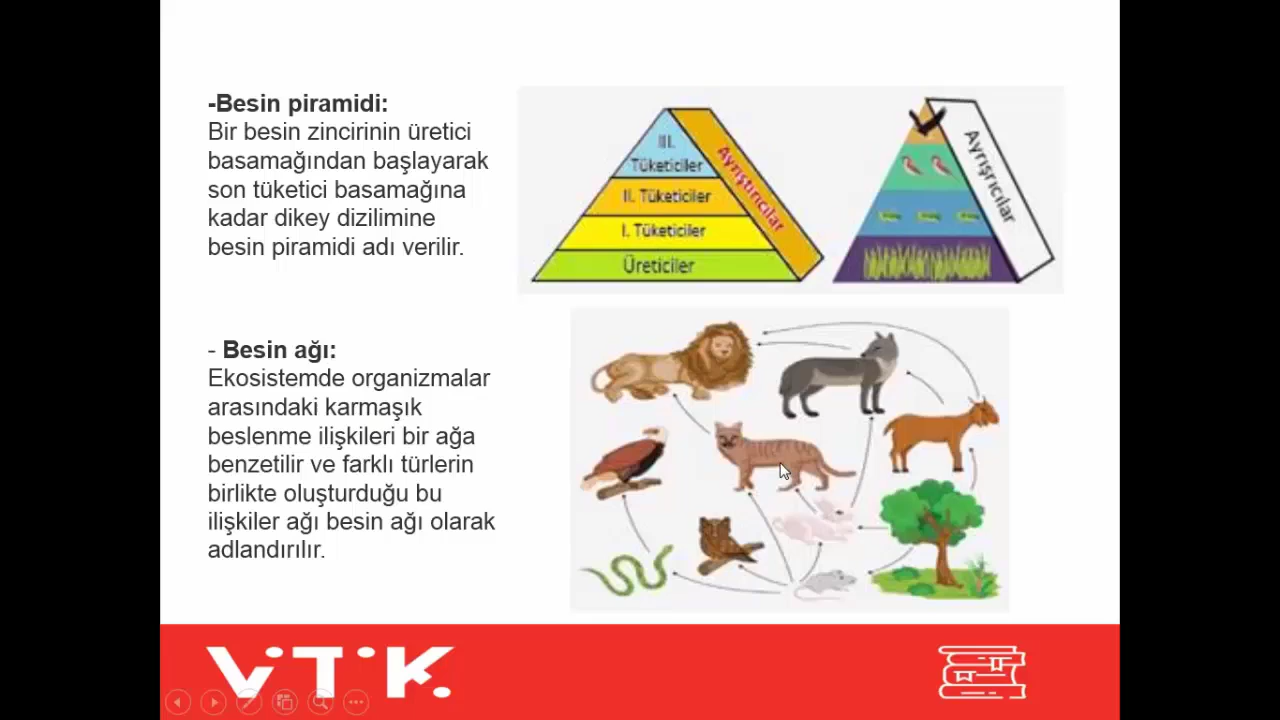 -Besin piramidi:
Bir besin zincirinin üretici
basamağından başlayarak
son tüketici basamağına
kadar dikey dizilimine
besin piramidi adı verilir.
III.
Tüketiciler
II. Tüketiciler
I. Tüketiciler
Üreticiler
Ayrıştırıcılar
Ayrışrıcılar
- Besin ağı:
Ekosistemde organizmalar
arasındaki karmaşık
beslenme ilişkileri bir ağa
benzetilir ve farklı türlerin
birlikte oluşturduğu bu
ilişkiler ağı besin ağı olarak
adlandırılır.
ViTiK.